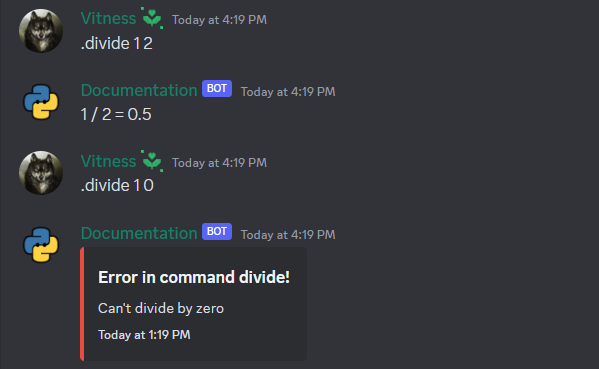 Vitness Today at 4:19 PM
.divide 1 2
Documentation BOT Today at 4:19 PM
1 / 2 = 0.5
Vitness Today at 4:19 PM
.divide 1 0
Documentation BOT Today at 4:19 PM
Error in command divide!
Can't divide by zero
Today at 1:19 PM